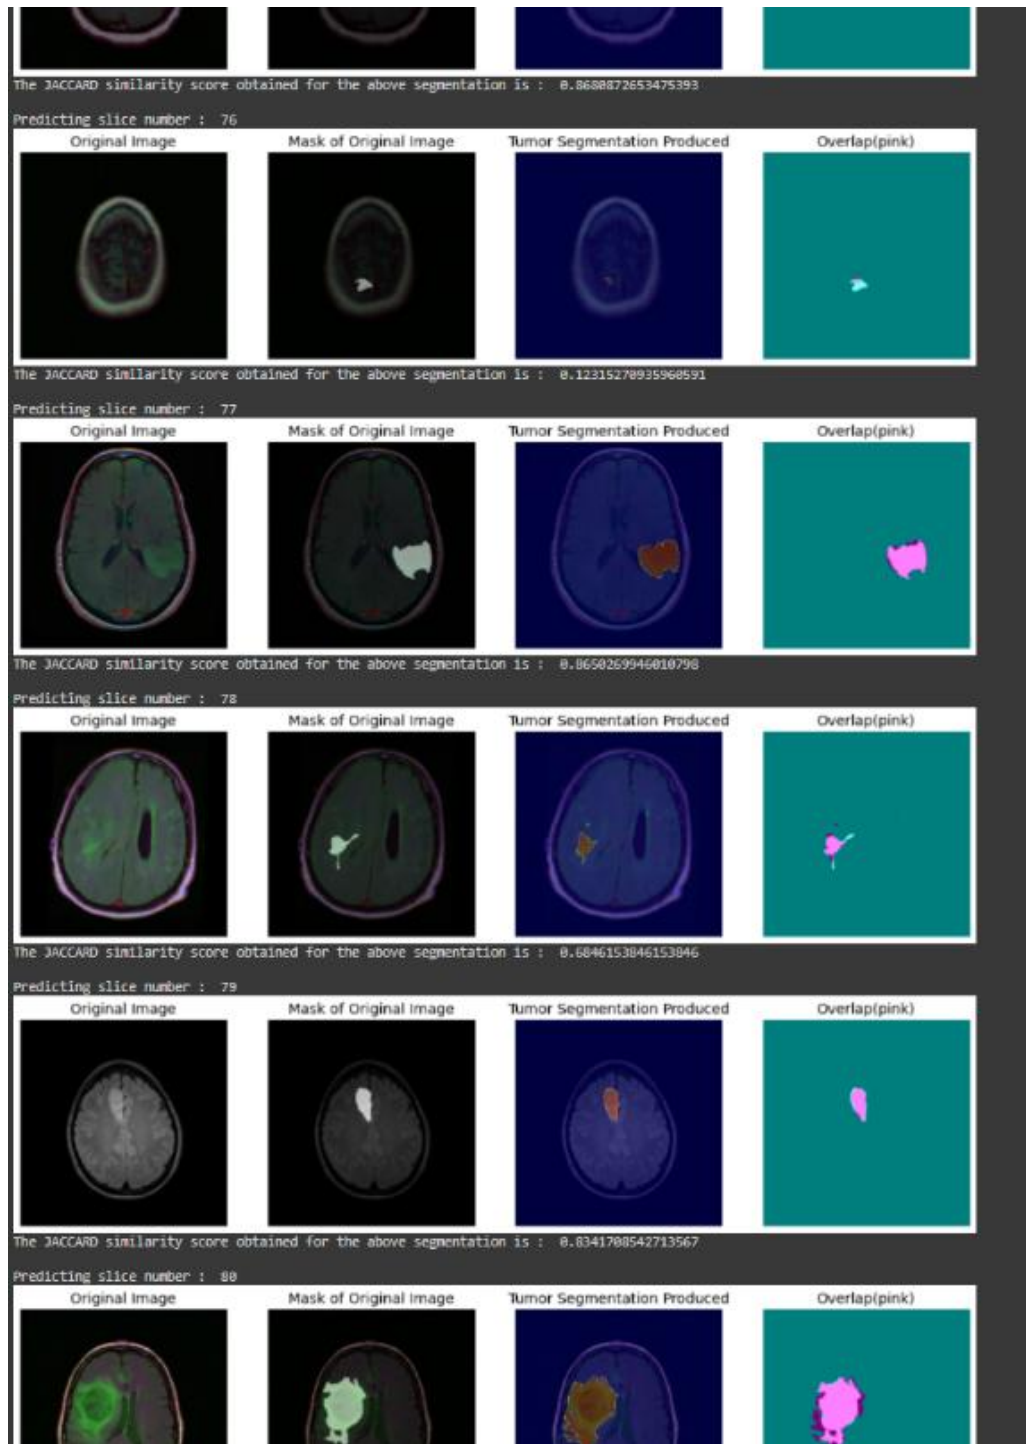 The JACCARD similarity score obtained for the above segmentation is :  0.8680872653475393
Predicting slice number :  76
Original Image Mask of Original Image Tumor Segmentation Produced Overlap(pink)
The JACCARD similarity score obtained for the above segmentation is :  0.12315270935960591
Predicting slice number :  77
Original Image Mask of Original Image Tumor Segmentation Produced Overlap(pink)
The JACCARD similarity score obtained for the above segmentation is :  0.8650269946010798
Predicting slice number :  78
Original Image Mask of Original Image Tumor Segmentation Produced Overlap(pink)
The JACCARD similarity score obtained for the above segmentation is :  0.6846153846153846
Predicting slice number :  79
Original Image Mask of Original Image Tumor Segmentation Produced Overlap(pink)
The JACCARD similarity score obtained for the above segmentation is :  0.8341708542713567
Predicting slice number :  80
Original Image Mask of Original Image Tumor Segmentation Produced Overlap(pink)